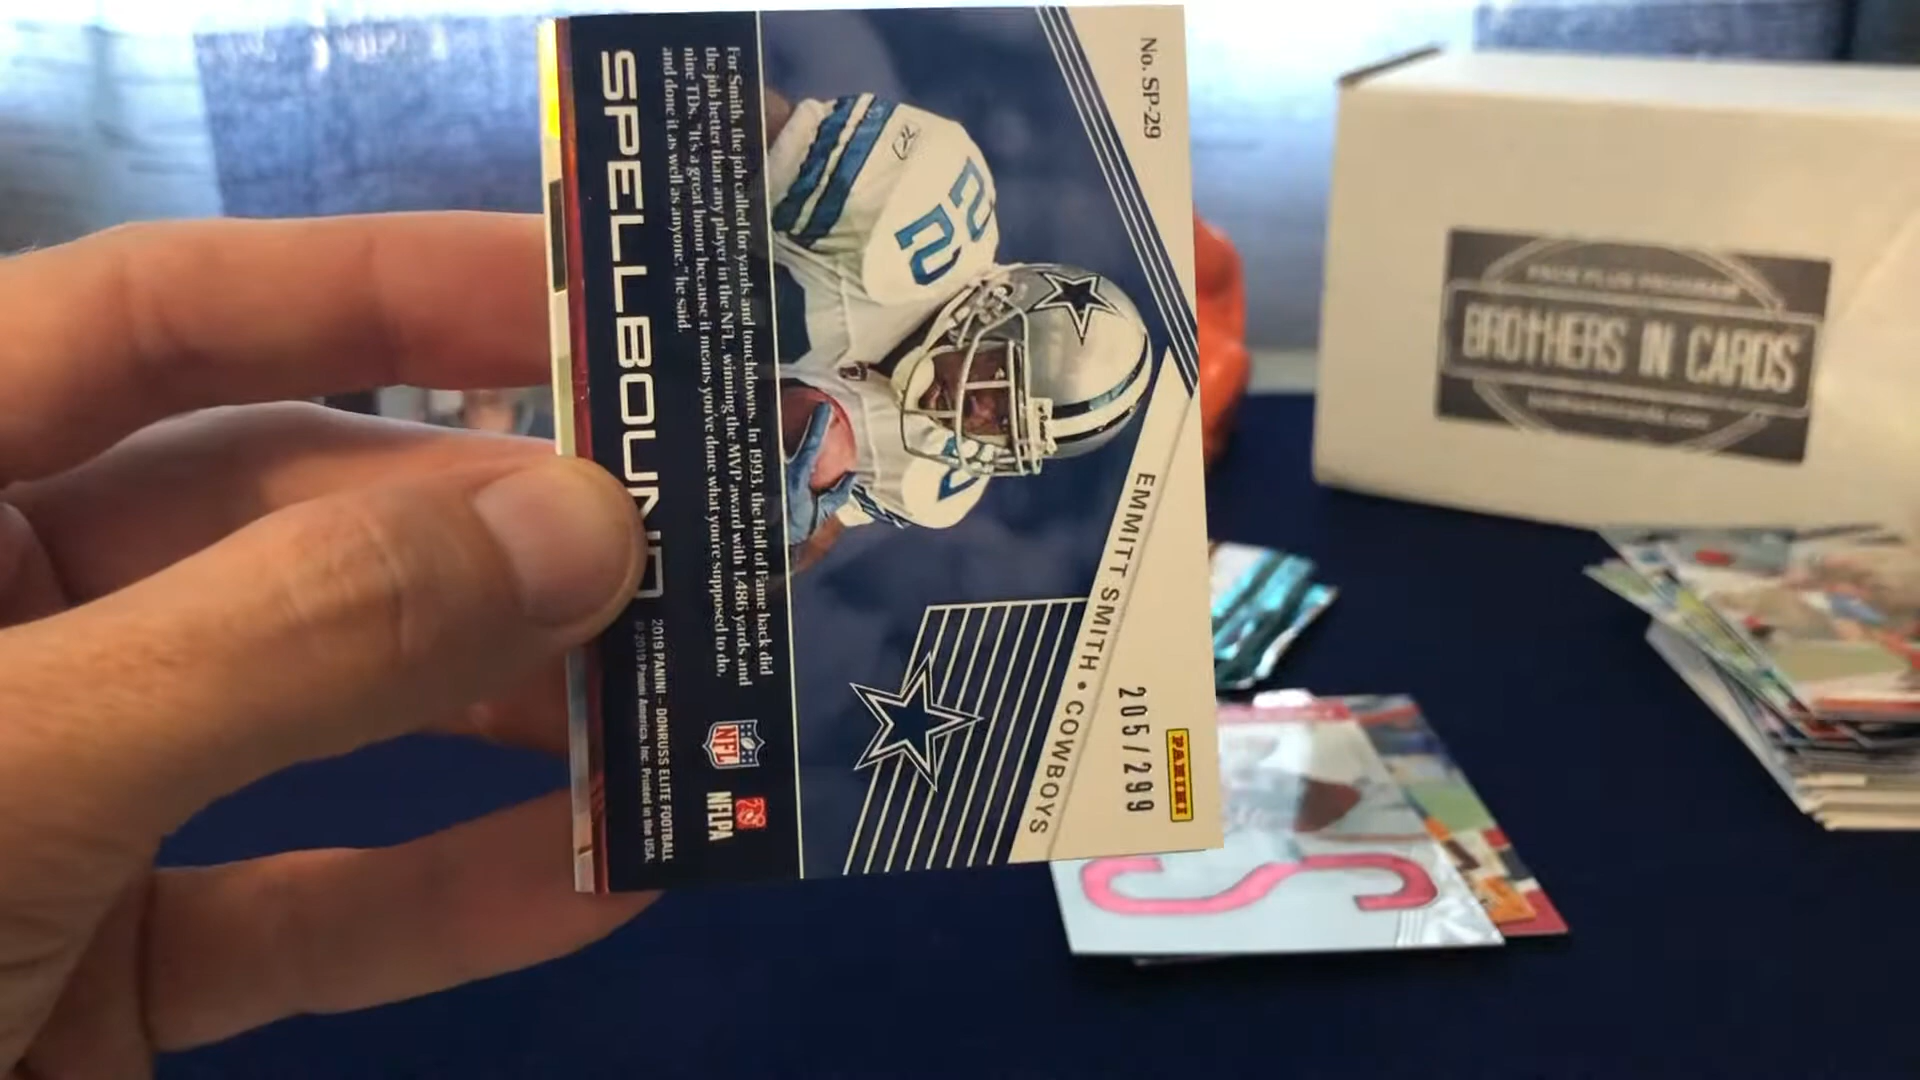 No. SP-29
EMMITT SMITH • COWBOYS
205/299
PANINI
22
For Smith, the job called for yards and touchdowns. In 1993, the Hall of Fame back did
the job better than any player in the NFL, winning the MVP award with 1,486 yards and
nine TDs. "It's a great honor because it means you've done what you're supposed to do,
and done it as well as anyone," he said.
SPELLBOUND
NFL
NFLPA
2019 PANINI - DONRUSS ELITE FOOTBALL
© 2019 Panini America, Inc. Printed in the USA.
PACK PLUS PROGRAM
BROTHERS IN CARDS
S